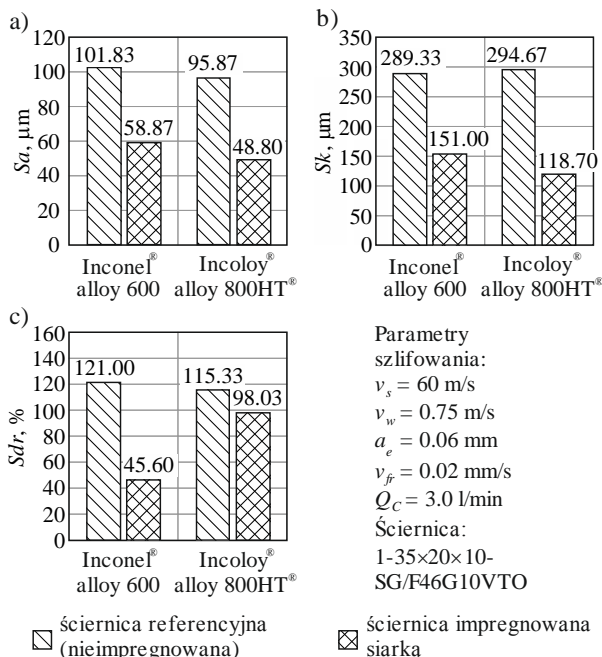 a)
120
100
80
60
40
20
0
Sa, μm
101.83
58.87
95.87
48.80
Inconel®
alloy 600
Incoloy®
alloy 800HT®
b)
350
300
250
200
150
100
50
0
Sk, μm
289.33
151.00
294.67
118.70
Inconel®
alloy 600
Incoloy®
alloy 800HT®
c)
160
140
120
100
80
60
40
20
0
Sdr, %
121.00
45.60
115.33
98.03
Inconel®
alloy 600
Incoloy®
alloy 800HT®
Parametry
szlifowania:
v_s = 60 m/s
v_w = 0.75 m/s
a_e = 0.06 mm
v_fr = 0.02 mm/s
Q_C = 3.0 l/min
Ściernica:
1-35×20×10-
SG/F46G10VTO
ściernica referencyjna
(nieimpregnowana)
ściernica impregnowana
siarka